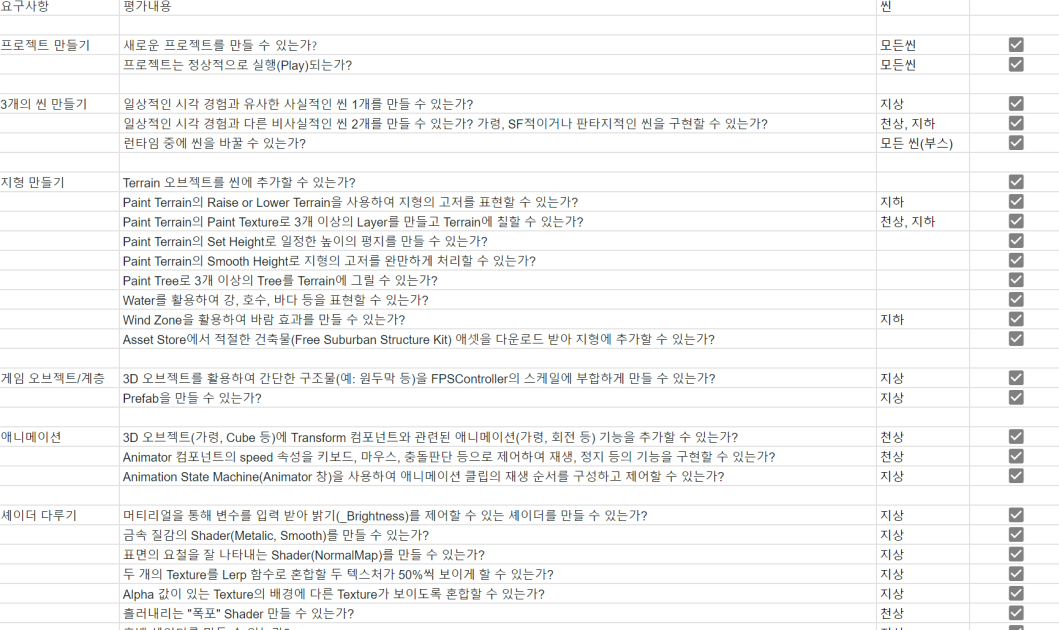 요구사항 평가내용 씬
프로젝트 만들기 새로운 프로젝트를 만들 수 있는가? 모든씬
프로젝트는 정상적으로 실행(Play)되는가? 모든씬
3개의 씬 만들기 일상적인 시각 경험과 유사한 사실적인 씬 1개를 만들 수 있는가? 지상
일상적인 시각 경험과 다른 비사실적인 씬 2개를 만들 수 있는가? 가령, SF적이거나 판타지적인 씬을 구현할 수 있는가? 천상, 지하
런타임 중에 씬을 바꿀 수 있는가? 모든 씬(부스)
지형 만들기 Terrain 오브젝트를 씬에 추가할 수 있는가?
Paint Terrain의 Raise or Lower Terrain을 사용하여 지형의 고저를 표현할 수 있는가? 지하
Paint Terrain의 Paint Texture로 3개 이상의 Layer를 만들고 Terrain에 칠할 수 있는가? 천상, 지하
Paint Terrain의 Set Height로 일정한 높이의 평지를 만들 수 있는가?
Paint Terrain의 Smooth Height로 지형의 고저를 완만하게 처리할 수 있는가?
Paint Tree로 3개 이상의 Tree를 Terrain에 그릴 수 있는가?
Water를 활용하여 강, 호수, 바다 등을 표현할 수 있는가?
Wind Zone을 활용하여 바람 효과를 만들 수 있는가? 지하
Asset Store에서 적절한 건축물(Free Suburban Structure Kit) 애셋을 다운로드 받아 지형에 추가할 수 있는가?
게임 오브젝트/계층 3D 오브젝트를 활용하여 간단한 구조물(예: 원두막 등)을 FPSController의 스케일에 부합하게 만들 수 있는가? 지상
Prefab을 만들 수 있는가? 지상
애니메이션 3D 오브젝트(가령, Cube 등)에 Transform 컴포넌트와 관련된 애니메이션(가령, 회전 등) 기능을 추가할 수 있는가? 천상
Animator 컴포넌트의 speed 속성을 키보드, 마우스, 충돌판단 등으로 제어하여 재생, 정지 등의 기능을 구현할 수 있는가? 천상
Animation State Machine(Animator 창)을 사용하여 애니메이션 클립의 재생 순서를 구성하고 제어할 수 있는가? 지상
셰이더 다루기 머티리얼을 통해 변수를 입력 받아 밝기(_Brightness)를 제어할 수 있는 셰이더를 만들 수 있는가? 지상
금속 질감의 Shader(Metalic, Smooth)를 만들 수 있는가? 지상
표면의 요철을 잘 나타내는 Shader(NormalMap)를 만들 수 있는가? 지상
두 개의 Texture를 Lerp 함수로 혼합할 두 텍스처가 50%씩 보이게 할 수 있는가? 지상
Alpha 값이 있는 Texture의 배경에 다른 Texture가 보이도록 혼합할 수 있는가? 지상
흘러내리는 "폭포" Shader 만들 수 있는가? 천상